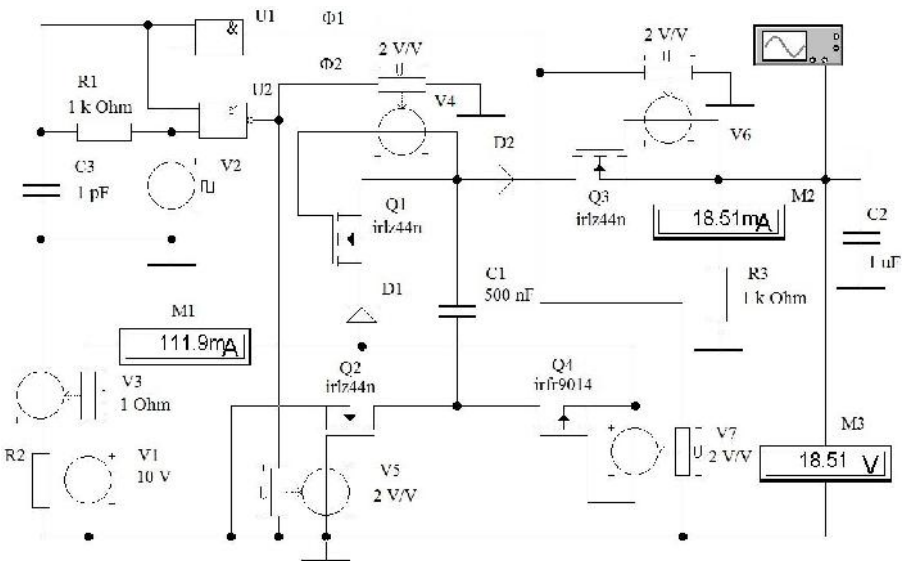 U1
Φ1
2 V/V
2 V/V
Φ2
U
U
R1
1 k Ohm
U2
V4
V6
&
D2
V2
C3
1 pF
Q1
irlz44n
Q3
irlz44n
M2
18.51mA
C2
1 uF
C1
500 nF
R3
1 k Ohm
D1
M1
111.9mA
Q2
irlz44n
Q4
irfr9014
V3
1 Ohm
M3
R2
V1
10 V
V5
2 V/V
U
V7
2 V/V
U
18.51 V